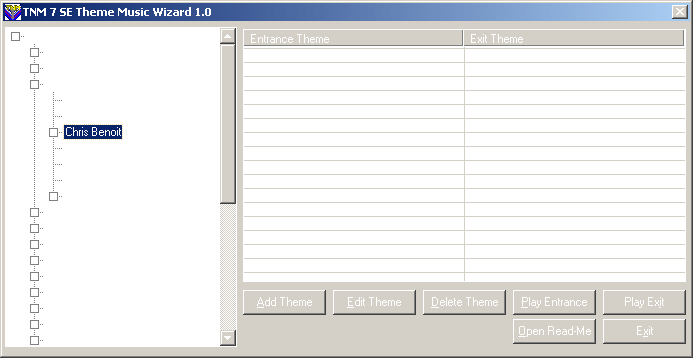 TNM 7 SE Theme Music Wizard 1.0
Entrance Theme Exit Theme
Chris Benoit
Add Theme Edit Theme Delete Theme Play Entrance Play Exit
Open Read-Me Exit